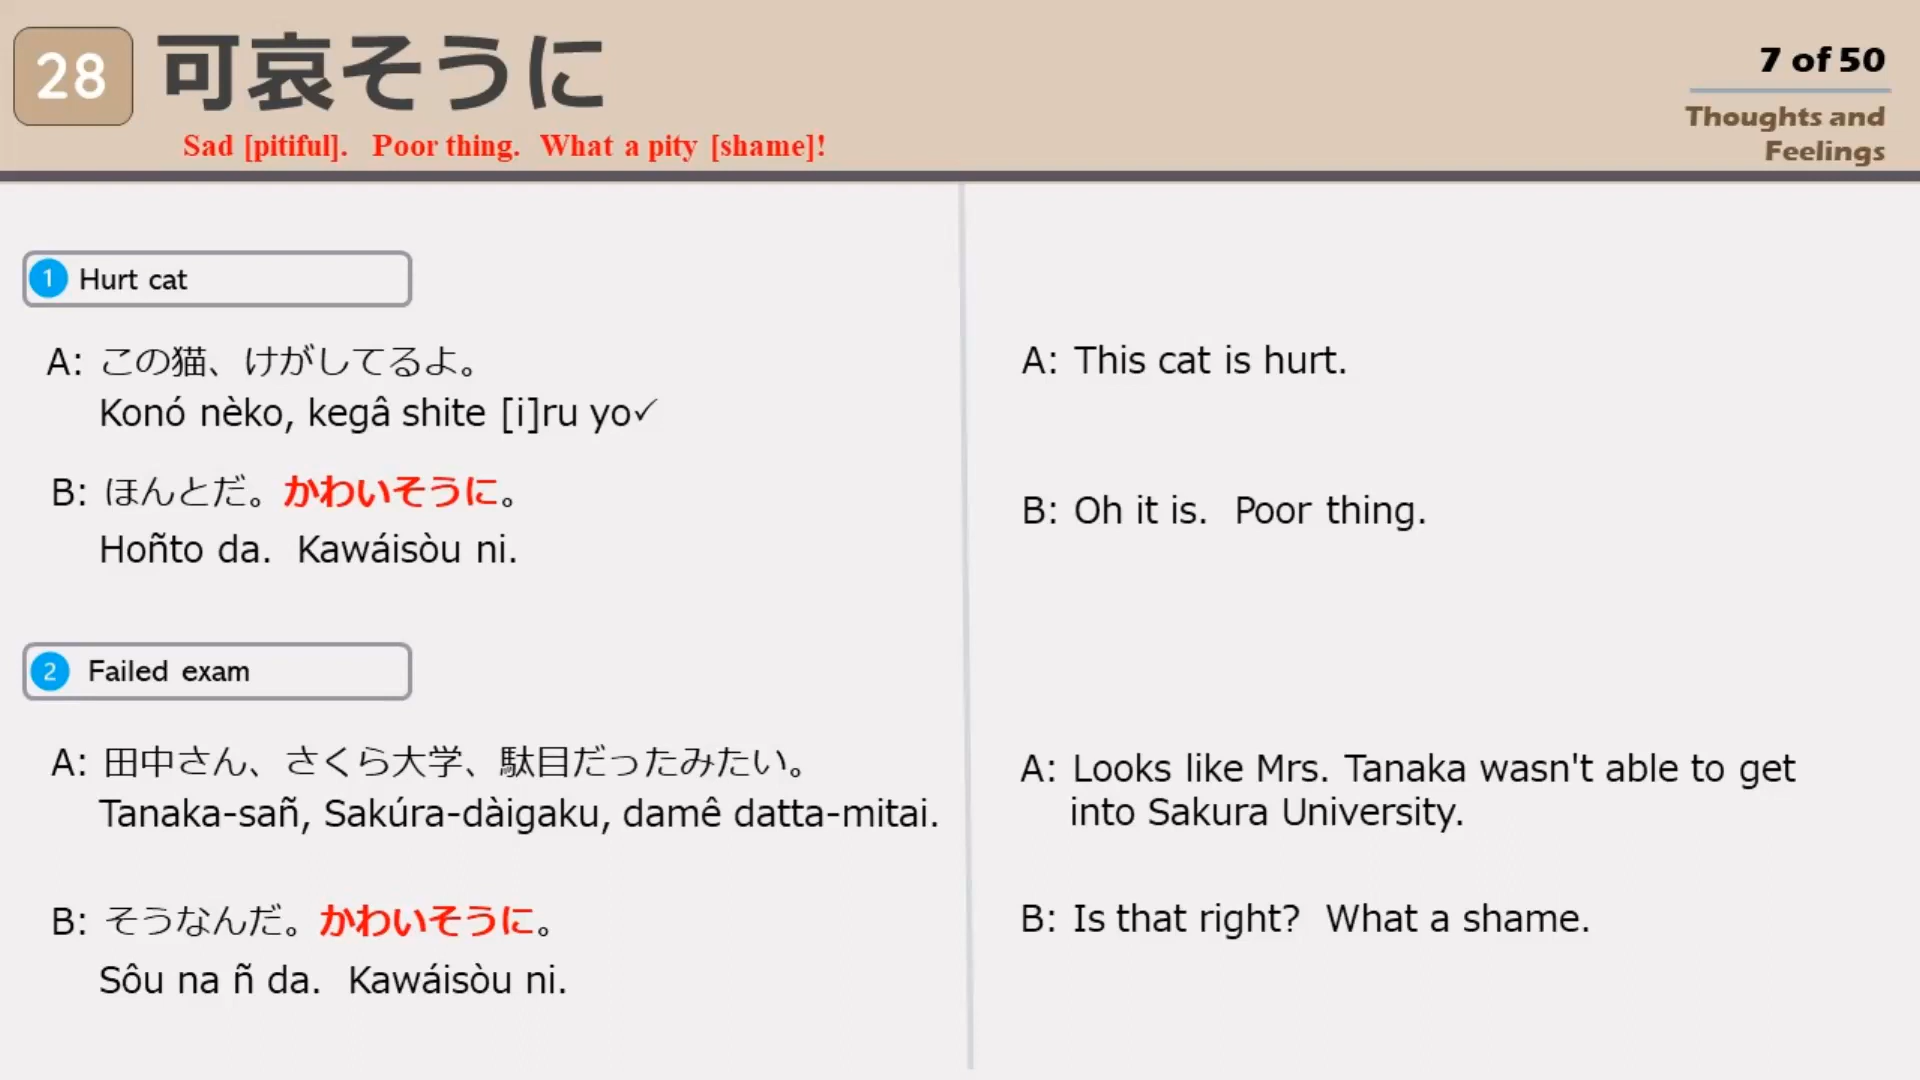 28
可哀そうに
Sad [pitiful].  Poor thing.  What a pity [shame]!
7 of 50
Thoughts and
Feelings
1 Hurt cat
A: この猫、けがしてるよ。
Konó nèko, kegâ shite [i]ru yo✓
B: ほんとだ。かわいそうに。
Hoñto da.  Kawáisòu ni.
A: This cat is hurt.
B: Oh it is.  Poor thing.
2 Failed exam
A: 田中さん、さくら大学、駄目だったみたい。
Tanaka-sañ, Sakúra-dàigaku, damê datta-mitai.
B: そうなんだ。かわいそうに。
Sôu na ñ da.  Kawáisòu ni.
A: Looks like Mrs. Tanaka wasn't able to get
into Sakura University.
B: Is that right?  What a shame.